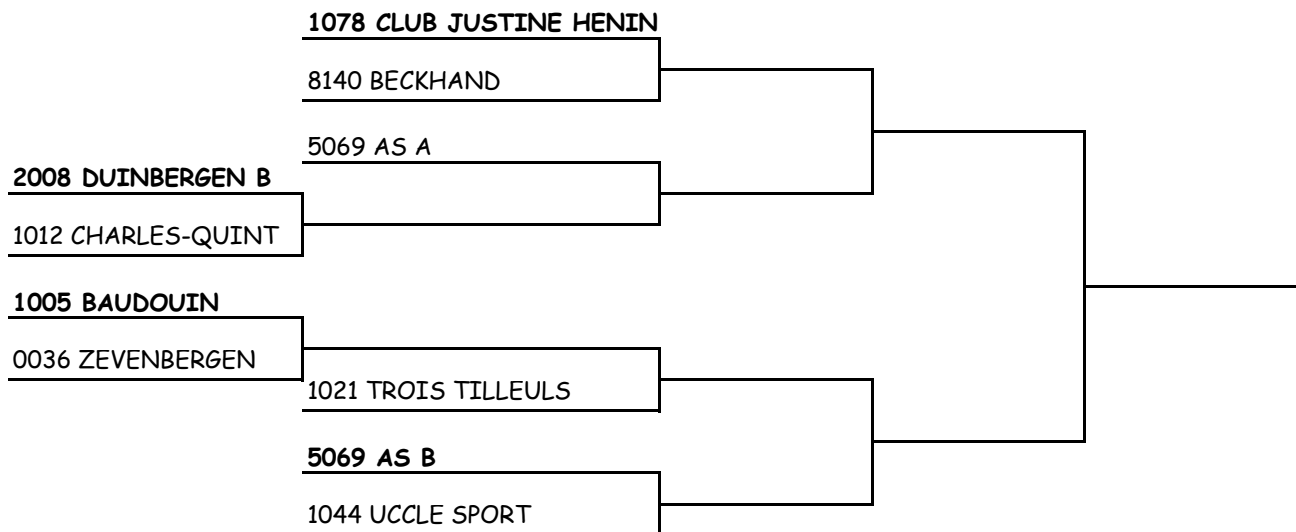 1078 CLUB JUSTINE HENIN
8140 BECKHAND
5069 AS A
2008 DUINBERGEN B
1012 CHARLES-QUINT
1005 BAUDOUIN
0036 ZEVENBERGEN
1021 TROIS TILLEULS
5069 AS B
1044 UCCLE SPORT